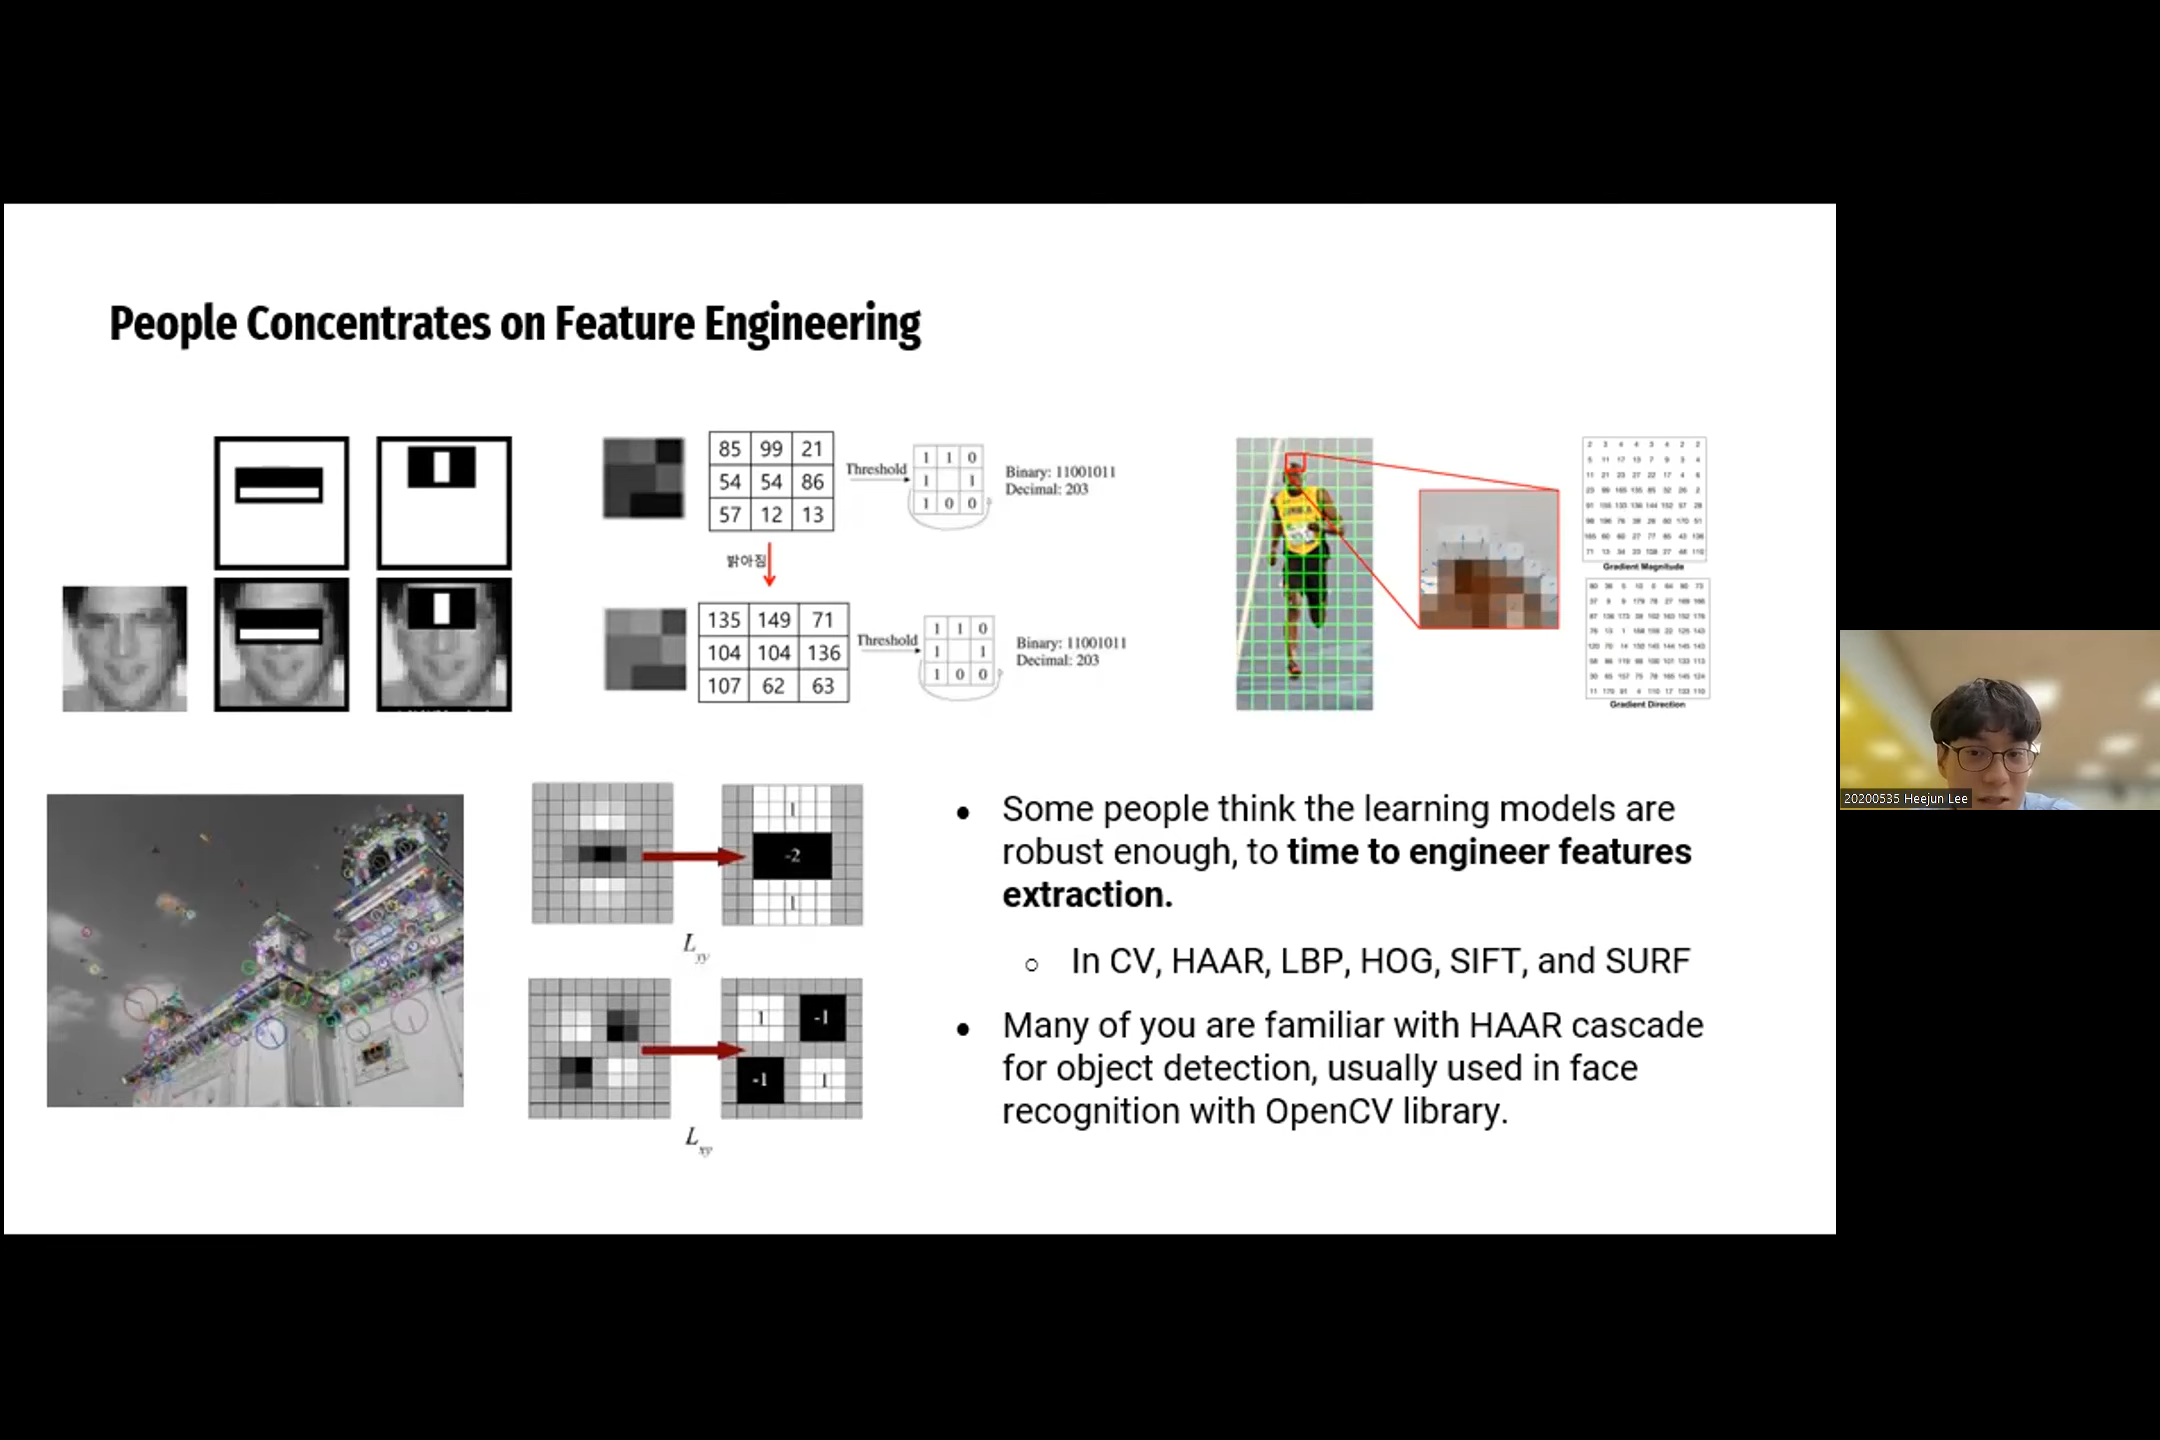 People Concentrates on Feature Engineering
85 99 21
54 54 86
57 12 13
Threshold
1 1 0
1 1
1 0 0
Binary: 11001011
Decimal: 203
밝아짐
135 149 71
104 104 136
107 62 63
Threshold
1 1 0
1 1
1 0 0
Binary: 11001011
Decimal: 203
Gradient Magnitude
Gradient Direction
1
-2
1
L
1 -1
-1 1
L
xy
• Some people think the learning models are
robust enough, to time to engineer features
extraction.
○ In CV, HAAR, LBP, HOG, SIFT, and SURF
• Many of you are familiar with HAAR cascade
for object detection, usually used in face
recognition with OpenCV library.
20200535 Heejun Lee